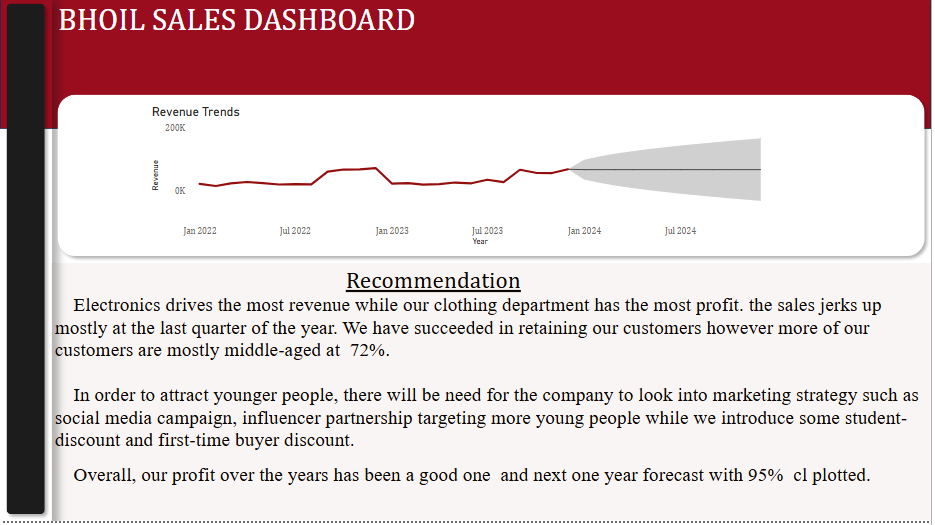 BHOIL SALES DASHBOARD
Revenue Trends
200K
Revenue
0K
Jan 2022 Jul 2022 Jan 2023 Jul 2023 Jan 2024 Jul 2024
Year
Recommendation
Electronics drives the most revenue while our clothing department has the most profit. the sales jerks up
mostly at the last quarter of the year. We have succeeded in retaining our customers however more of our
customers are mostly middle-aged at 72%.
In order to attract younger people, there will be need for the company to look into marketing strategy such as
social media campaign, influencer partnership targeting more young people while we introduce some student-
discount and first-time buyer discount.
Overall, our profit over the years has been a good one and next one year forecast with 95% cl plotted.